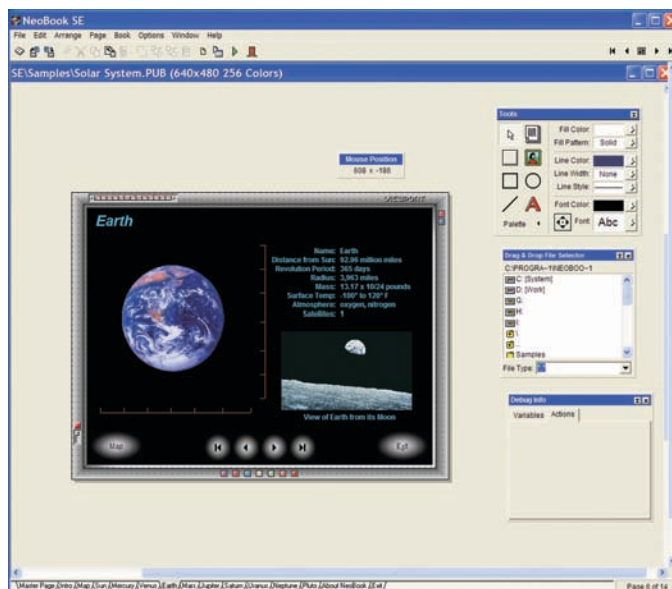 NeoBook SE
File Edit Arrange Page Book Options Window Help
SE\Samples\Solar System.PUB (640x480 256 Colors)
Tools
Fill Color:
Fill Pattern: Solid
Line Color:
Line Width: None
Line Style:
Font Color:
Palette Font: Abc
Mouse Position
608 x -186
VIEWPORT
Earth
Name: Earth
Distance from Sun: 92.96 million miles
Revolution Period: 365 days
Radius: 3,963 miles
Mass: 13.17 x 10/24 pounds
Surface Temp: -100° to 120° F
Atmosphere: oxygen, nitrogen
Satellites: 1
View of Earth from its Moon
Map
Exit
Drag & Drop File Selector
C:\PROGRA~1\NEOBOO~1
C: [System]
D: [Work]
G:
H:
I:
\
..
Samples
File Type:
Debug Info
Variables Actions
Master Page Intro Map Sun Mercury Venus Earth Mars Jupiter Saturn Uranus Neptune Pluto About NeoBook Exit
Page 8 of 14